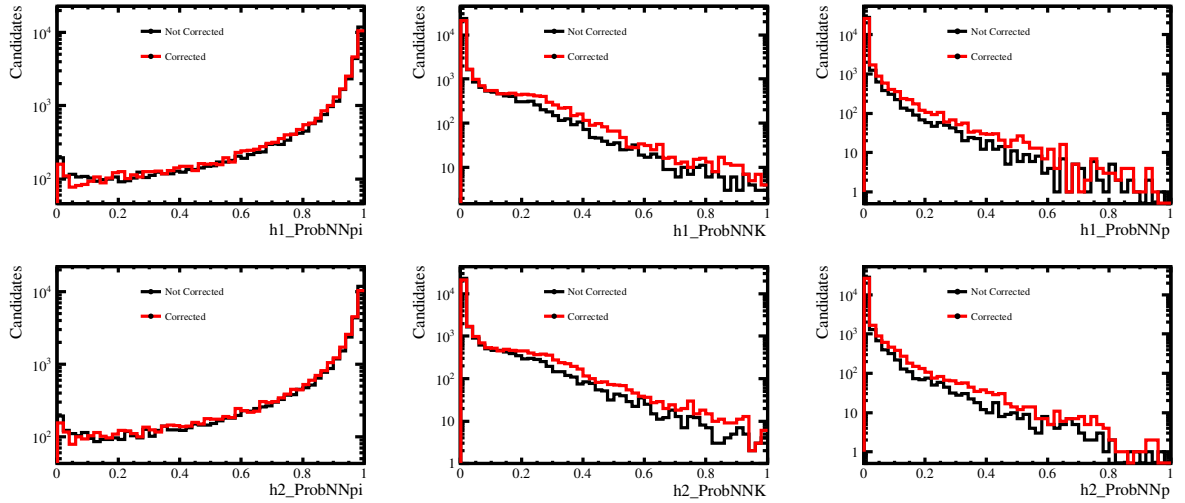 Candidates
10^4
10^3
10^2
Not Corrected
Corrected
0 0.2 0.4 0.6 0.8 1
h1_ProbNNpi
Candidates
10^4
10^3
10^2
10
Not Corrected
Corrected
0 0.2 0.4 0.6 0.8 1
h1_ProbNNK
Candidates
10^4
10^3
10^2
10
1
Not Corrected
Corrected
0 0.2 0.4 0.6 0.8 1
h1_ProbNNp
Candidates
10^4
10^3
10^2
Not Corrected
Corrected
0 0.2 0.4 0.6 0.8 1
h2_ProbNNpi
Candidates
10^4
10^3
10^2
10
1
Not Corrected
Corrected
0 0.2 0.4 0.6 0.8 1
h2_ProbNNK
Candidates
10^4
10^3
10^2
10
1
Not Corrected
Corrected
0 0.2 0.4 0.6 0.8 1
h2_ProbNNp